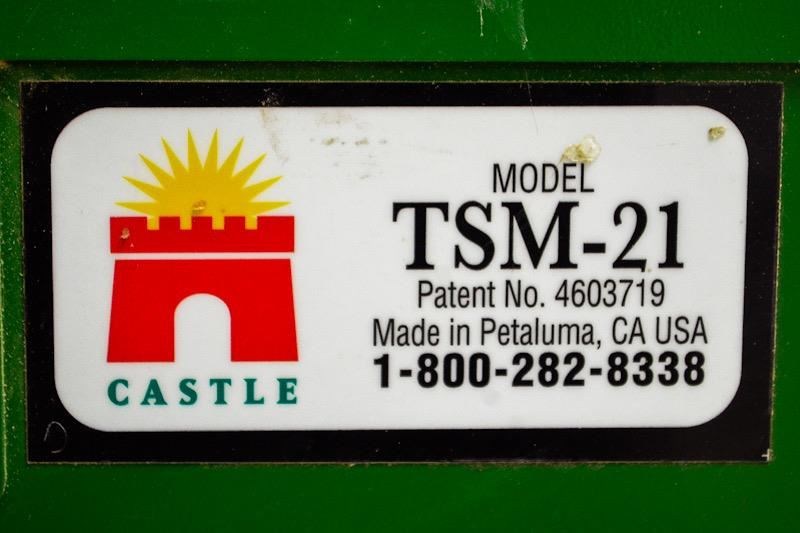 CASTLE
MODEL
TSM-21
Patent No. 4603719
Made in Petaluma, CA USA
1-800-282-8338